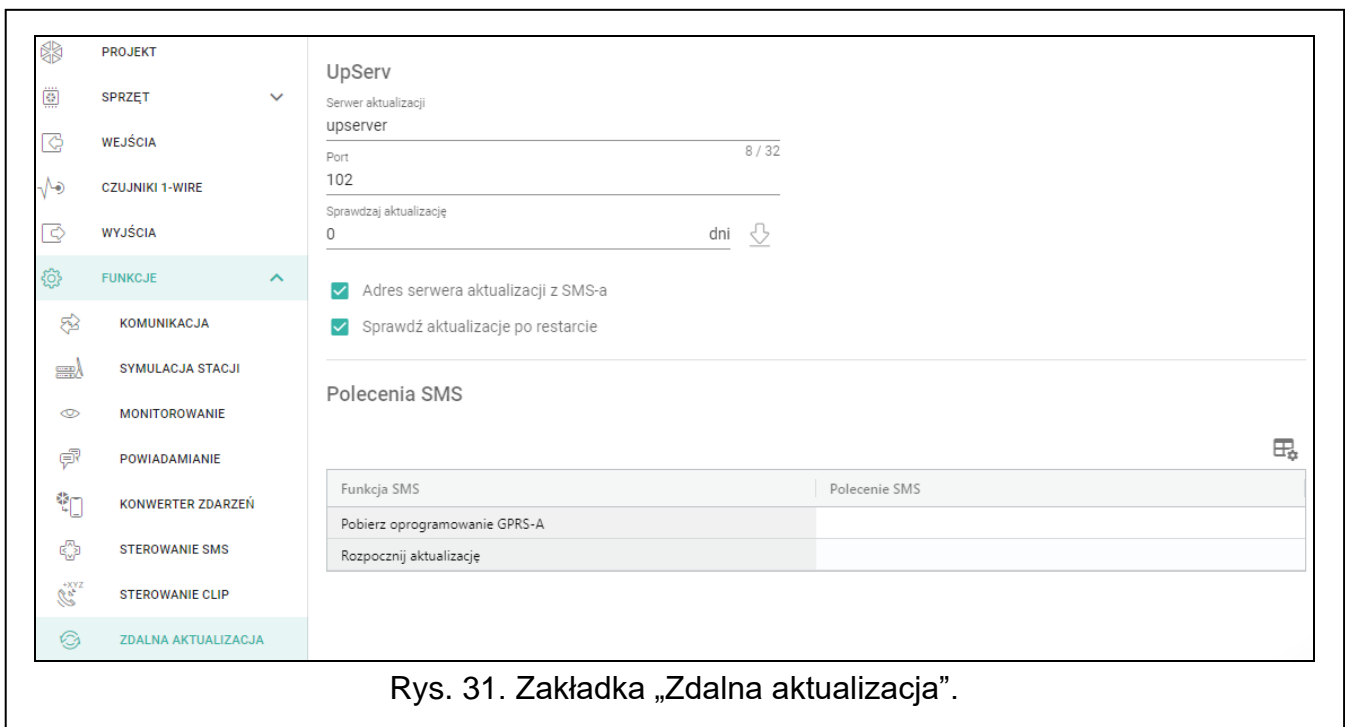 PROJEKT
SPRZĘT
WEJŚCIA
CZUJNIKI 1-WIRE
WYJŚCIA
FUNKCJE
KOMUNIKACJA
SYMULACJA STACJI
MONITOROWANIE
POWIADAMIANIE
KONWERTER ZDARZEŃ
STEROWANIE SMS
+XYZ
STEROWANIE CLIP
ZDALNA AKTUALIZACJA
UpServ
Serwer aktualizacji
upserver
8 / 32
Port
102
Sprawdzaj aktualizację
0 dni
Adres serwera aktualizacji z SMS-a
Sprawdź aktualizacje po restarcie
Polecenia SMS
Funkcja SMS Polecenie SMS
Pobierz oprogramowanie GPRS-A
Rozpocznij aktualizację
Rys. 31. Zakładka „Zdalna aktualizacja”.